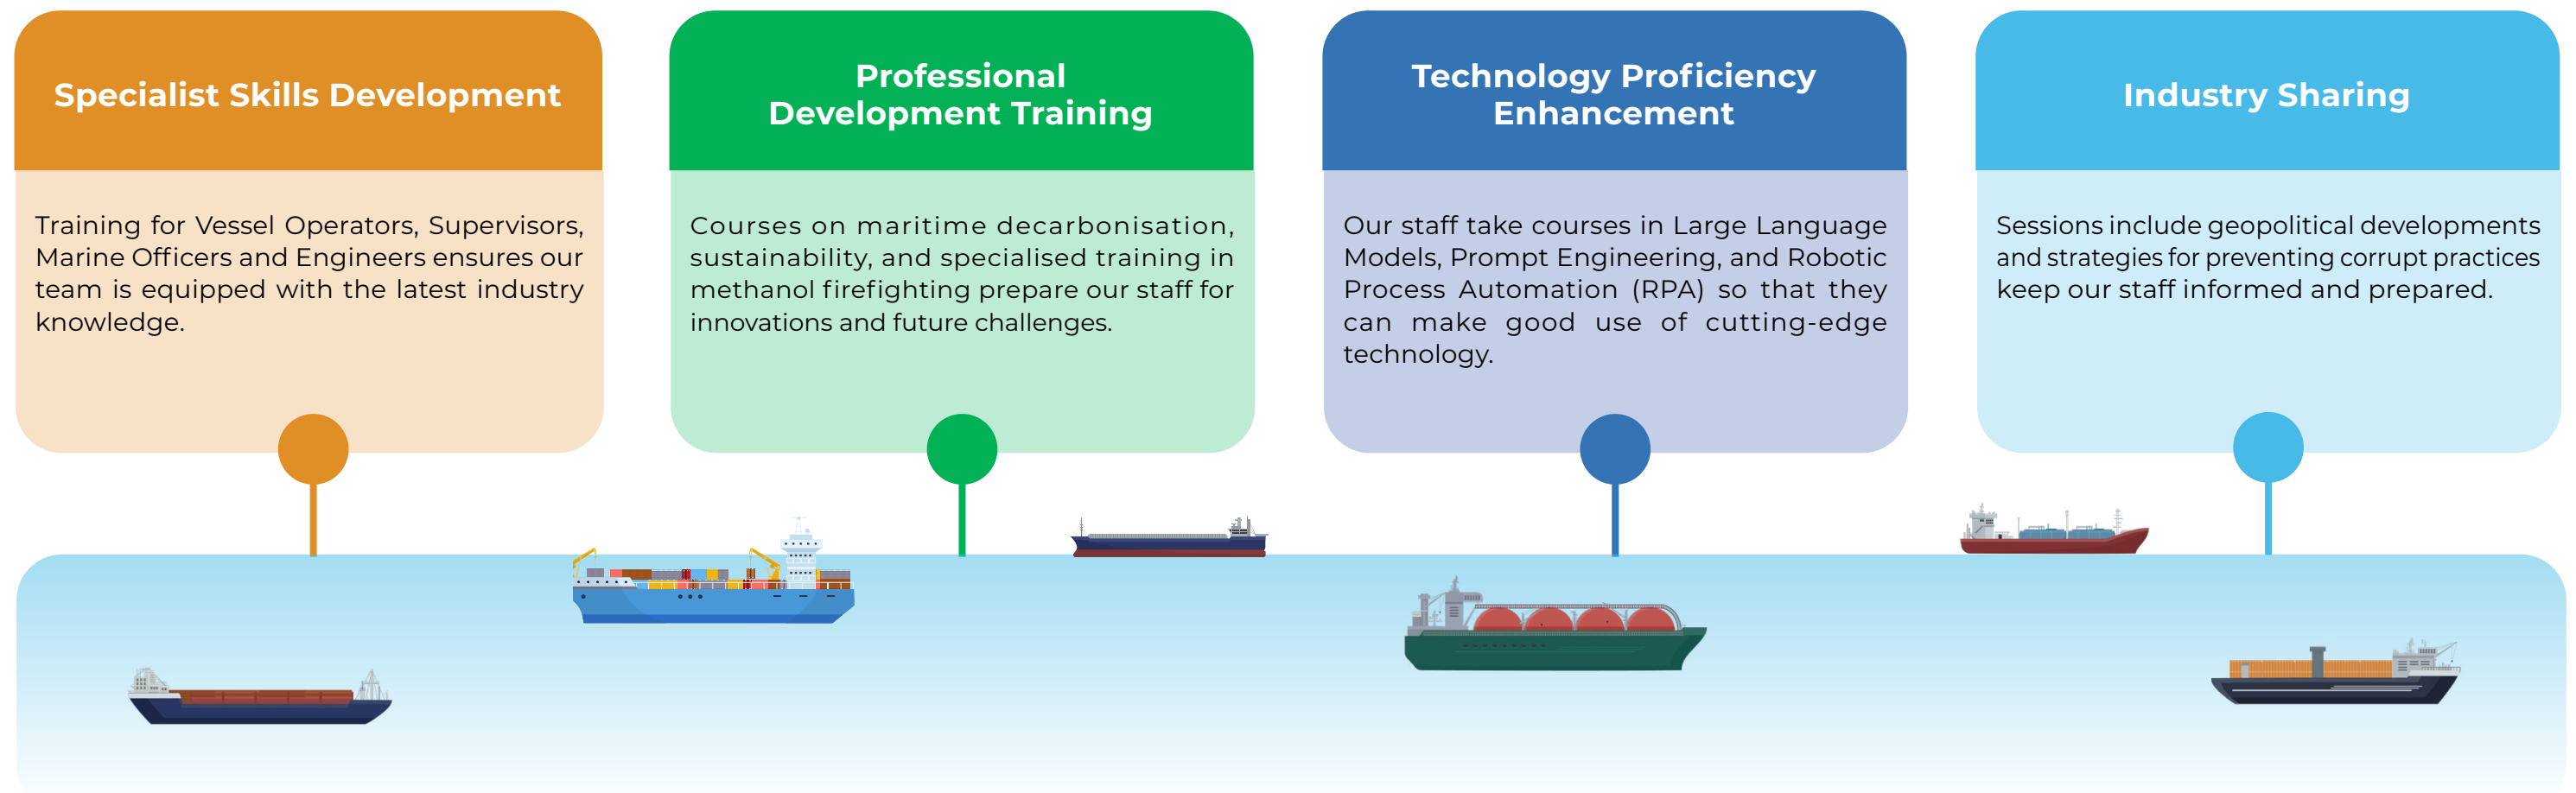 Specialist Skills Development
Training for Vessel Operators, Supervisors,
Marine Officers and Engineers ensures our
team is equipped with the latest industry
knowledge.
Professional
Development Training
Courses on maritime decarbonisation,
sustainability, and specialised training in
methanol firefighting prepare our staff for
innovations and future challenges.
Technology Proficiency
Enhancement
Our staff take courses in Large Language
Models, Prompt Engineering, and Robotic
Process Automation (RPA) so that they
can make good use of cutting-edge
technology.
Industry Sharing
Sessions include geopolitical developments
and strategies for preventing corrupt practices
keep our staff informed and prepared.